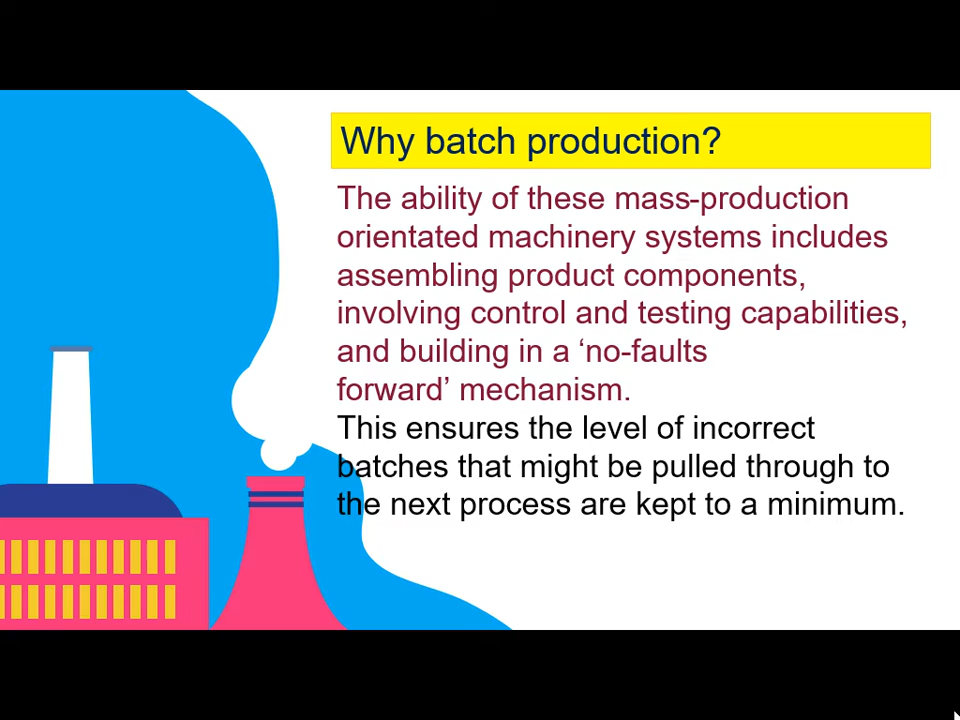 Why batch production?
The ability of these mass-production
orientated machinery systems includes
assembling product components,
involving control and testing capabilities,
and building in a ‘no-faults
forward’ mechanism.
This ensures the level of incorrect
batches that might be pulled through to
the next process are kept to a minimum.